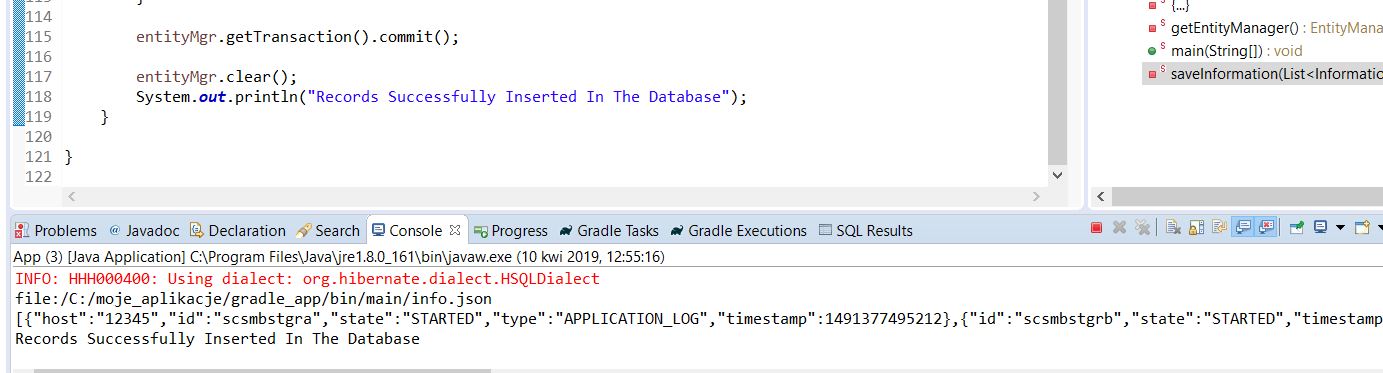 114
115 entityMgr.getTransaction().commit();
116
117 entityMgr.clear();
118 System.out.println("Records Successfully Inserted In The Database");
119 }
120
121 }
122
{...}
S getEntityManager() : EntityMana
S main(String[]) : void
S saveInformation(List<Informatio
Problems @ Javadoc Declaration Search Console Progress Gradle Tasks Gradle Executions SQL Results
App (3) [Java Application] C:\Program Files\Java\jre1.8.0_161\bin\javaw.exe (10 kwi 2019, 12:55:16)
INFO: HHH000400: Using dialect: org.hibernate.dialect.HSQLDialect
file:/C:/moje_aplikacje/gradle_app/bin/main/info.json
[{"host":"12345","id":"scsmbstgra","state":"STARTED","type":"APPLICATION_LOG","timestamp":1491377495212},{"id":"scsmbstgrb","state":"STARTED","timestamp
Records Successfully Inserted In The Database